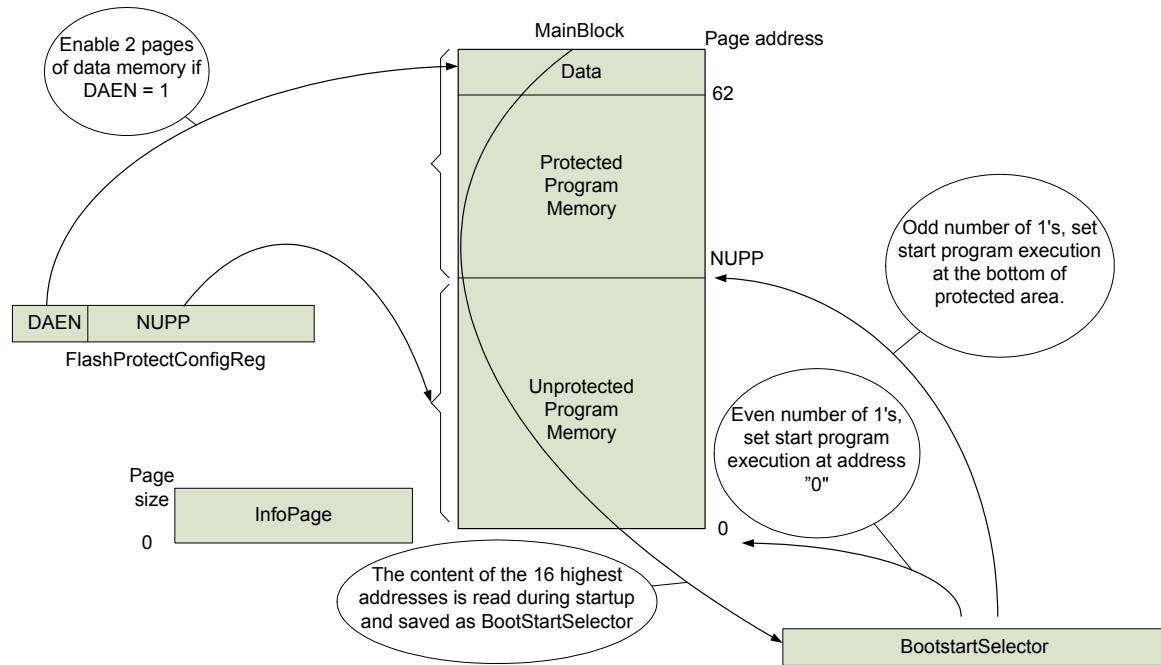 Enable 2 pages
of data memory if
DAEN = 1
MainBlock
Page address
Data
62
Protected
Program
Memory
Odd number of 1's, set
start program execution
at the bottom of
protected area.
NUPP
DAEN
NUPP
FlashProtectConfigReg
Unprotected
Program
Memory
Even number of 1's,
set start program
execution at address
”0"
Page
size
InfoPage
0
0
The content of the 16 highest
addresses is read during startup
and saved as BootStartSelector
BootstartSelector